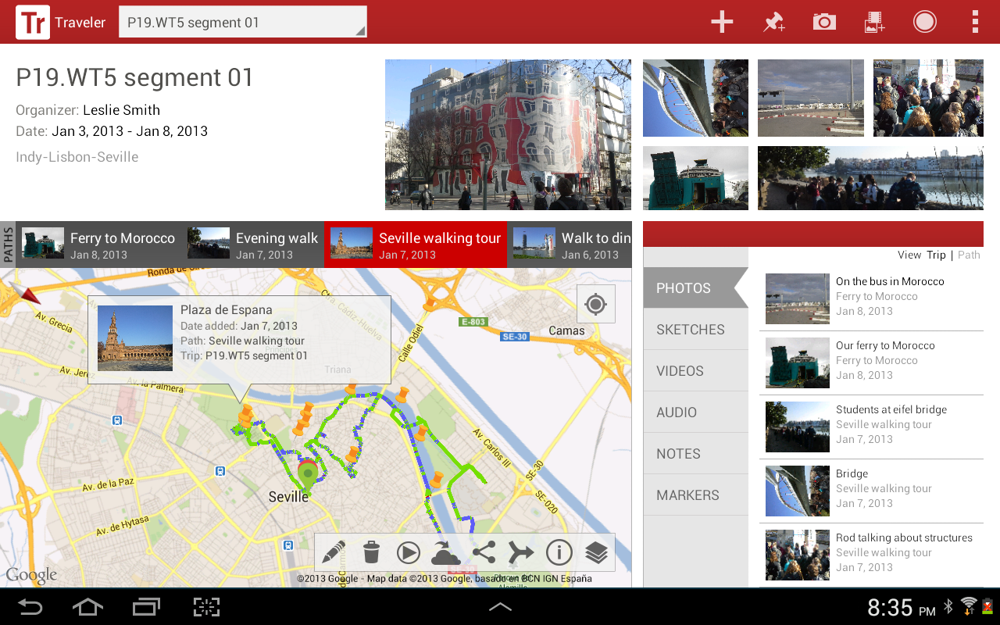 Tr Traveler
P19.WT5 segment 01
P19.WT5 segment 01
Organizer: Leslie Smith
Date: Jan 3, 2013 - Jan 8, 2013
Indy-Lisbon-Seville
PATHS
Ferry to Morocco
Jan 8, 2013
Evening walk
Jan 7, 2013
Seville walking tour
Jan 7, 2013
Walk to din
Jan 6, 2013
Ronda de
Av. Grecia
Av. Jerez
Av. la Palmera
Plaza de Espana
Date added: Jan 7, 2013
Path: Seville walking tour
Trip: P19.WT5 segment 01
Triana
Cta. Cádiz-Huelva
Calle Odiel
E-803
SE-30
Camas
Av. Carlos III
SE-30
SE-020
Seville
Av. de la Paz
Av. de Hytasa
Google
©2013 Google - Map data ©2013 Google, basado en BCN IGN España
View Trip | Path
PHOTOS
SKETCHES
VIDEOS
AUDIO
NOTES
MARKERS
On the bus in Morocco
Ferry to Morocco
Jan 8, 2013
Our ferry to Morocco
Ferry to Morocco
Jan 8, 2013
Students at eifel bridge
Seville walking tour
Jan 7, 2013
Bridge
Seville walking tour
Jan 7, 2013
Rod talking about structures
Seville walking tour
Jan 7, 2013
8:35 PM